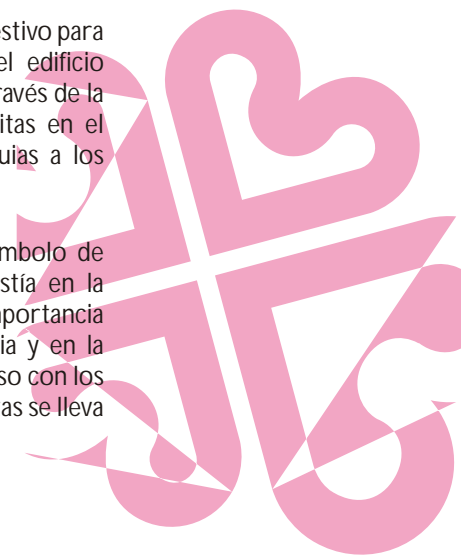 estivo para
el edificio
ravés de la
itas en el
uias a los
mbolo de
stía en la
mportancia
ia y en la
so con los
as se lleva